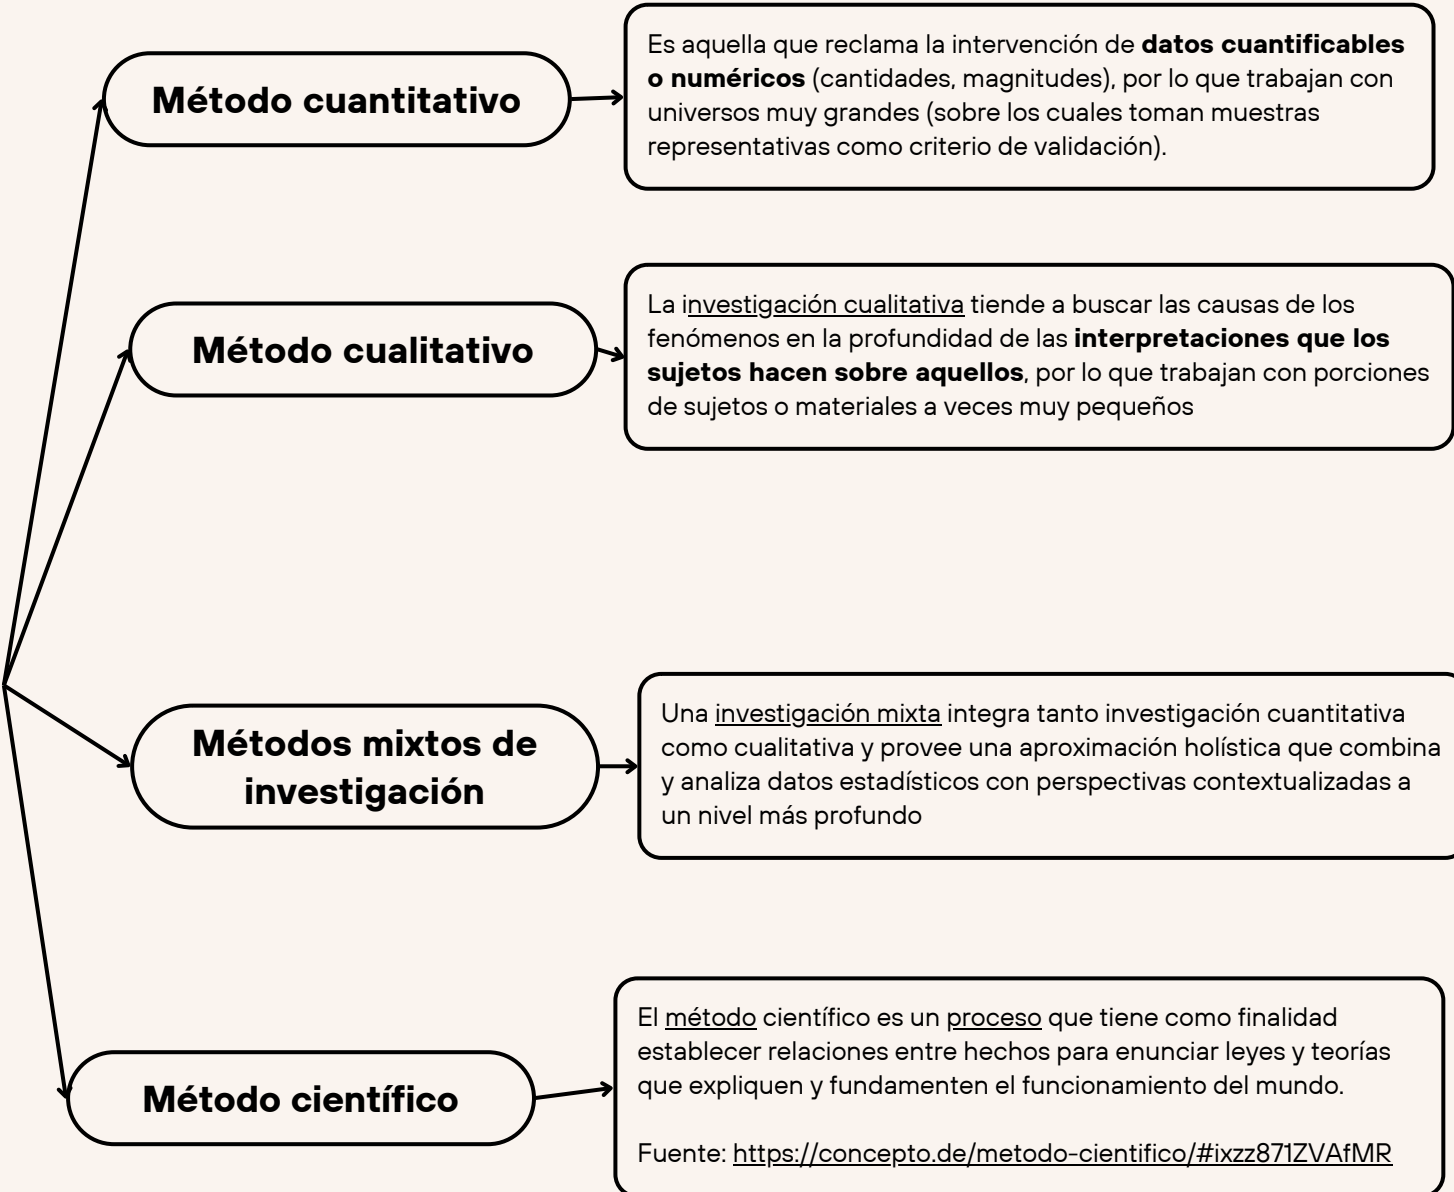 Método cuantitativo
Es aquella que reclama la intervención de datos cuantificables
o numéricos (cantidades, magnitudes), por lo que trabajan con
universos muy grandes (sobre los cuales toman muestras
representativas como criterio de validación).
Método cualitativo
La investigación cualitativa tiende a buscar las causas de los
fenómenos en la profundidad de las interpretaciones que los
sujetos hacen sobre aquellos, por lo que trabajan con porciones
de sujetos o materiales a veces muy pequeños
Métodos mixtos de
investigación
Una investigación mixta integra tanto investigación cuantitativa
como cualitativa y provee una aproximación holística que combina
y analiza datos estadísticos con perspectivas contextualizadas a
un nivel más profundo
Método científico
El método científico es un proceso que tiene como finalidad
establecer relaciones entre hechos para enunciar leyes y teorías
que expliquen y fundamenten el funcionamiento del mundo.
Fuente: https://concepto.de/metodo-cientifico/#ixzz871ZVAfMR